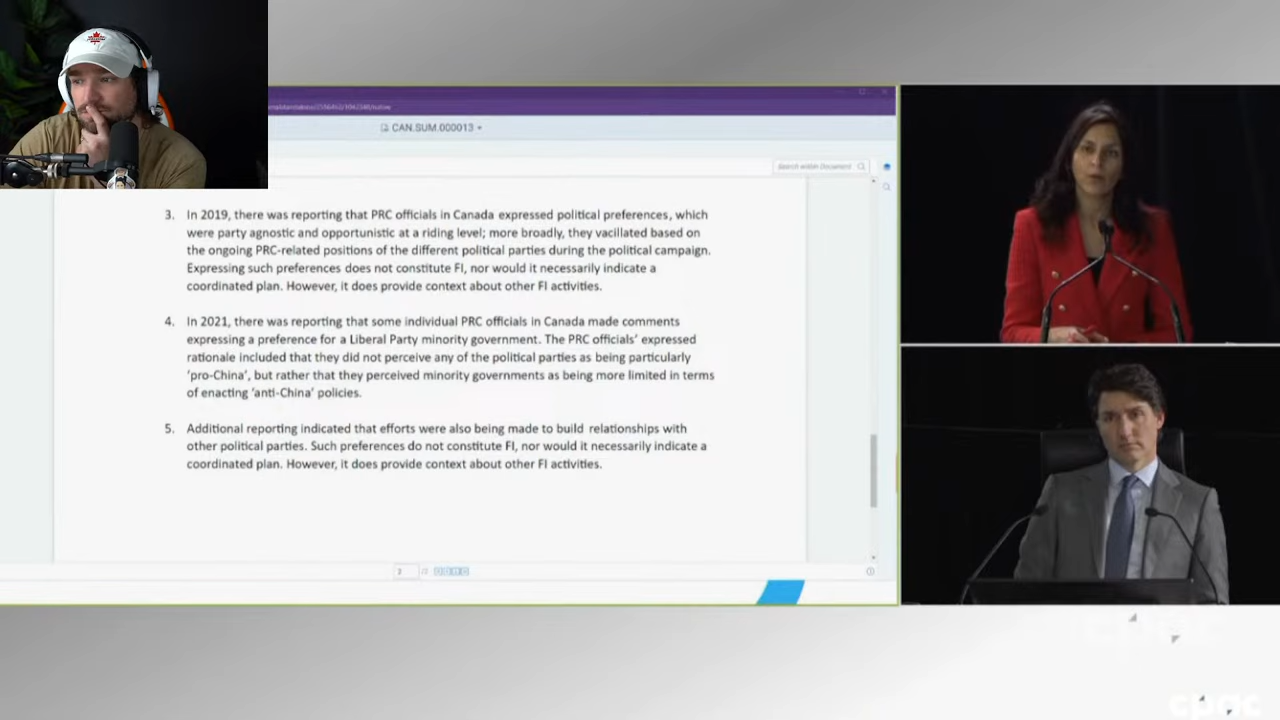 CAN.SUM.000013
Search within Document
3. In 2019, there was reporting that PRC officials in Canada expressed political preferences, which
were party agnostic and opportunistic at a riding level; more broadly, they vacillated based on
the ongoing PRC-related positions of the different political parties during the political campaign.
Expressing such preferences does not constitute FI, nor would it necessarily indicate a
coordinated plan. However, it does provide context about other FI activities.
4. In 2021, there was reporting that some individual PRC officials in Canada made comments
expressing a preference for a Liberal Party minority government. The PRC officials' expressed
rationale included that they did not perceive any of the political parties as being particularly
'pro-China', but rather that they perceived minority governments as being more limited in terms
of enacting 'anti-China' policies.
5. Additional reporting indicated that efforts were also being made to build relationships with
other political parties. Such preferences do not constitute FI, nor would it necessarily indicate a
coordinated plan. However, it does provide context about other FI activities.
2
cpac
cpac